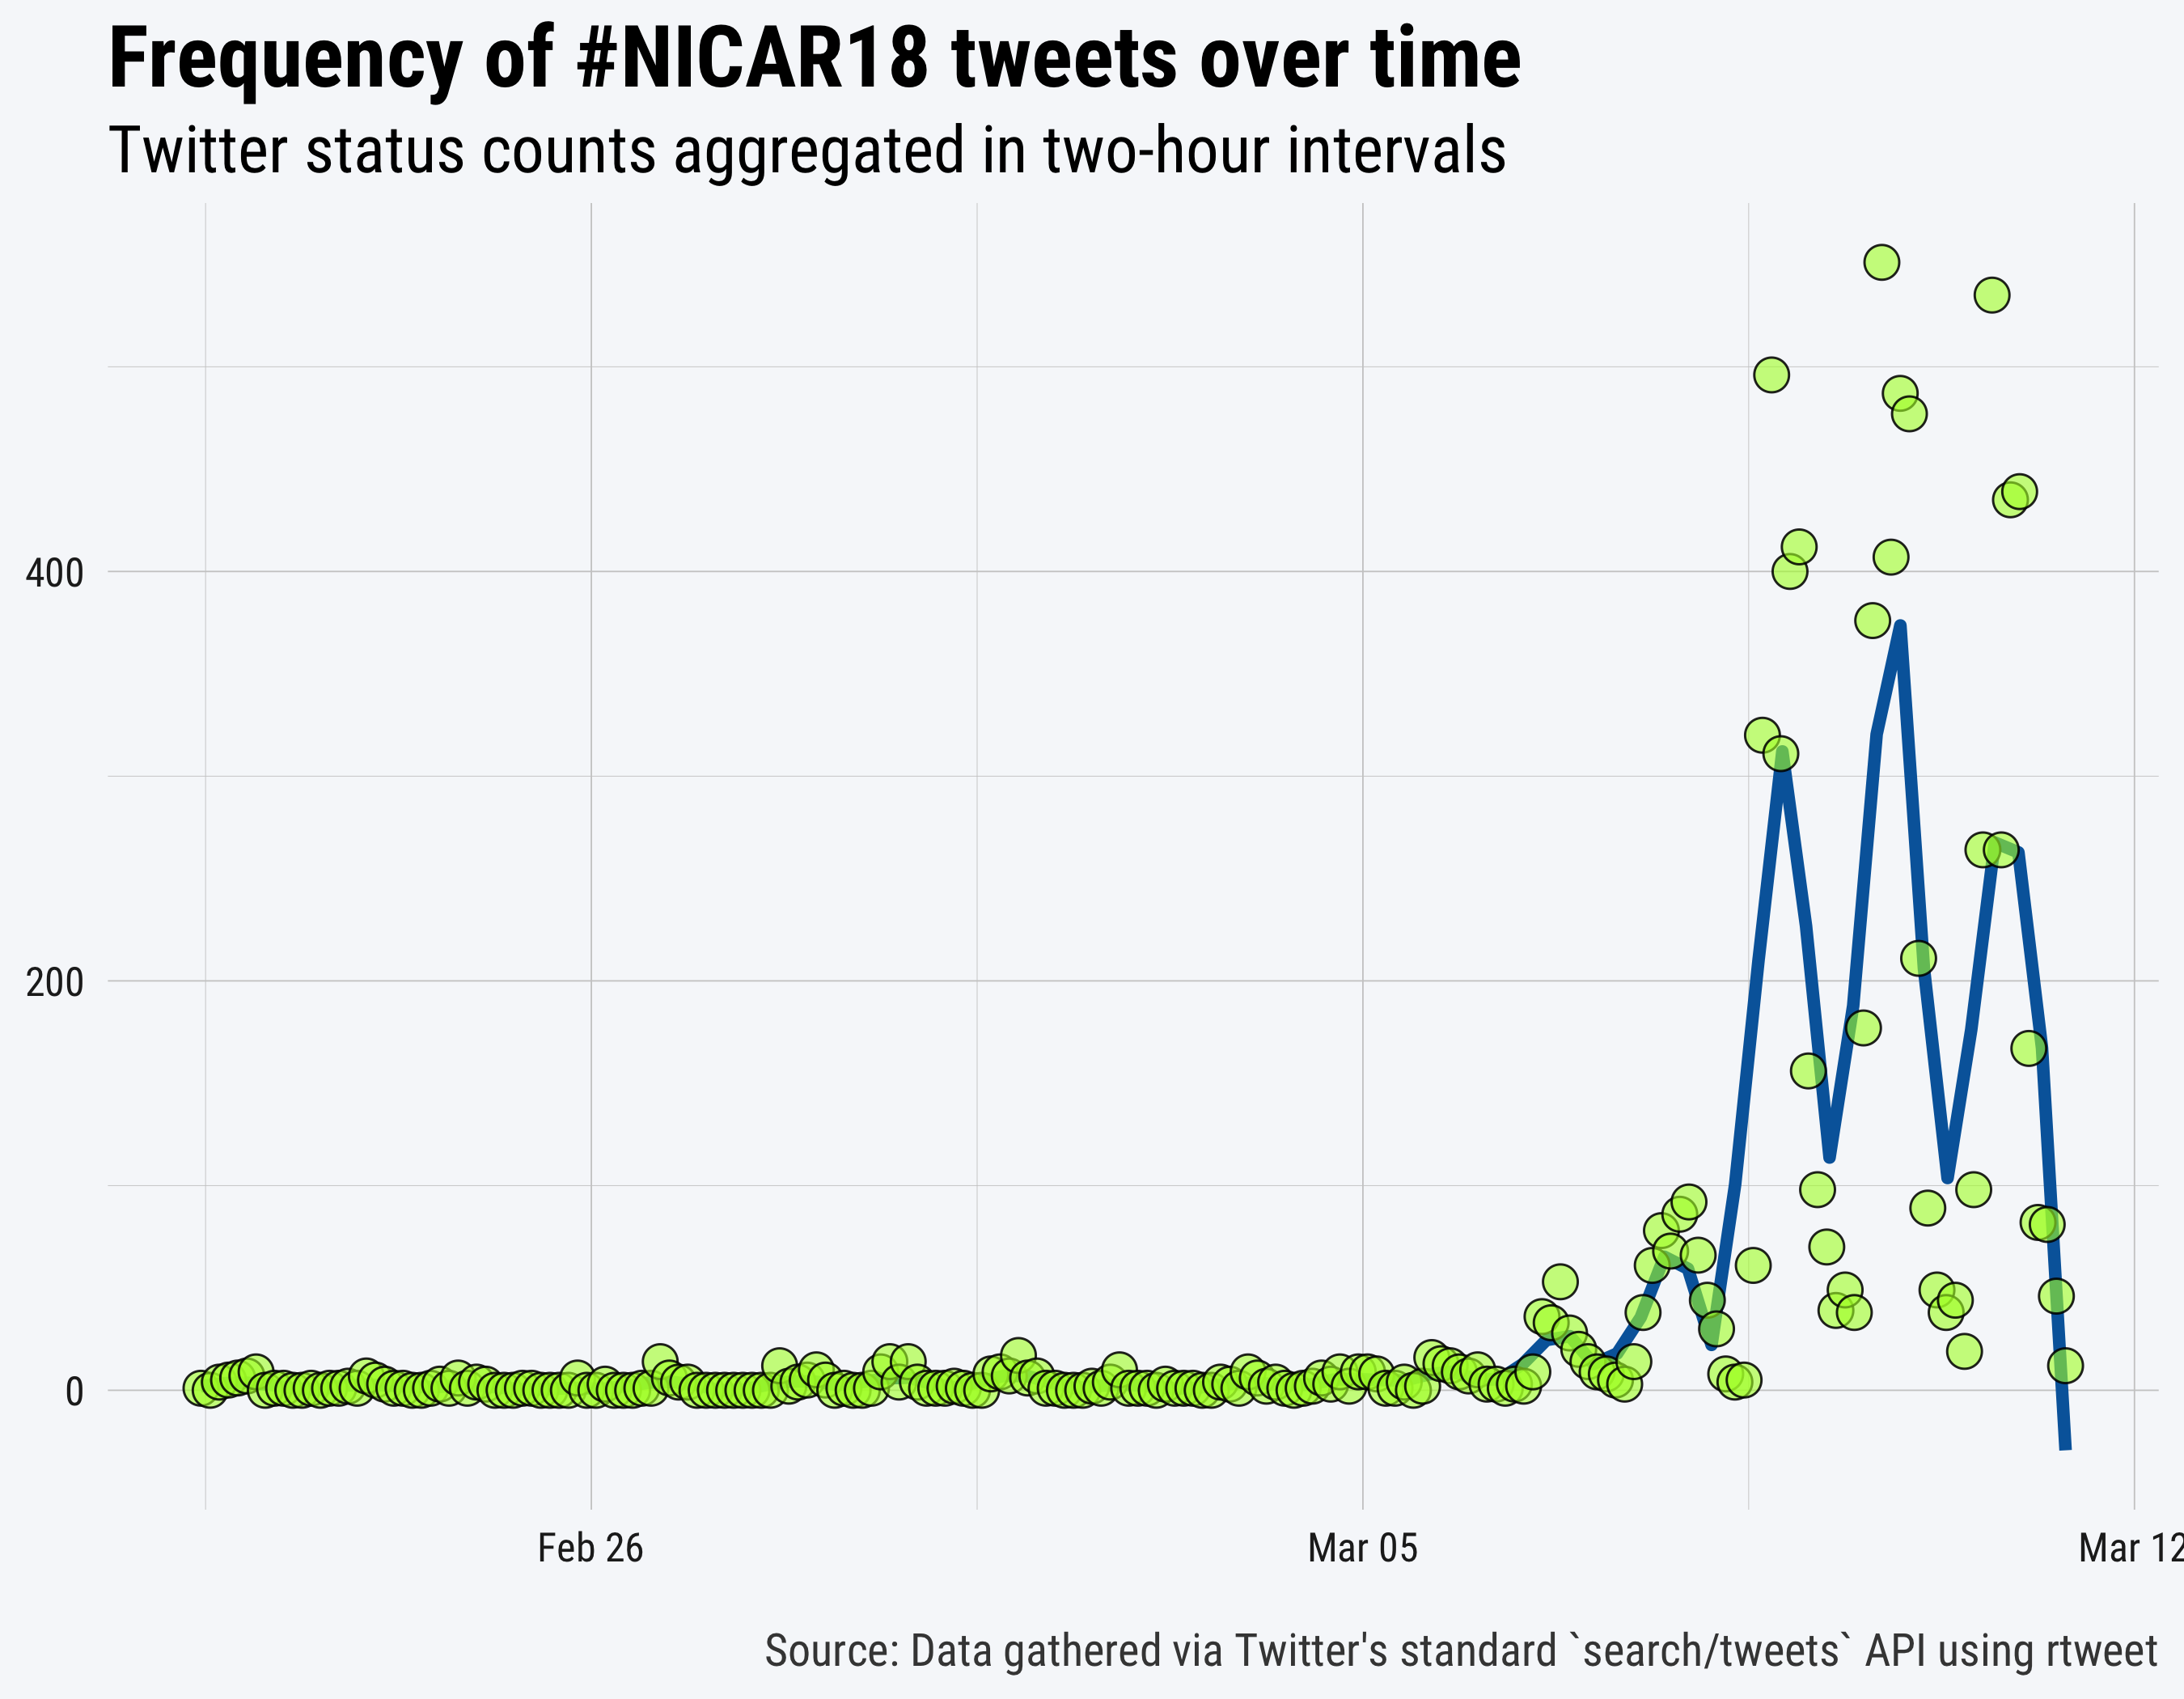 Frequency of #NICAR18 tweets over time
Twitter status counts aggregated in two-hour intervals
400
200
0
Feb 26
Mar 05
Mar 12
Source: Data gathered via Twitter's standard `search/tweets` API using rtweet